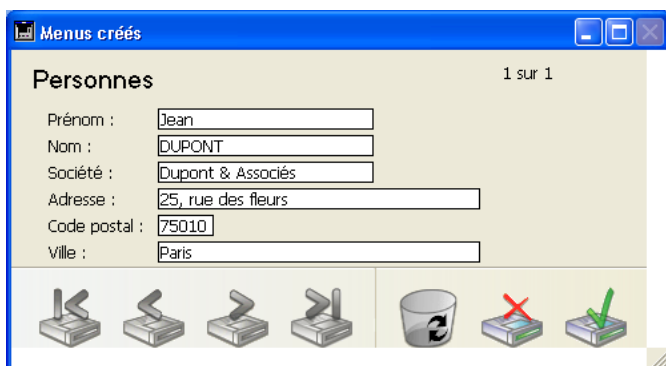 Menus créés
Personnes
1 sur 1
Prénom : Jean
Nom : DUPONT
Société : Dupont & Associés
Adresse : 25, rue des fleurs
Code postal : 75010
Ville : Paris